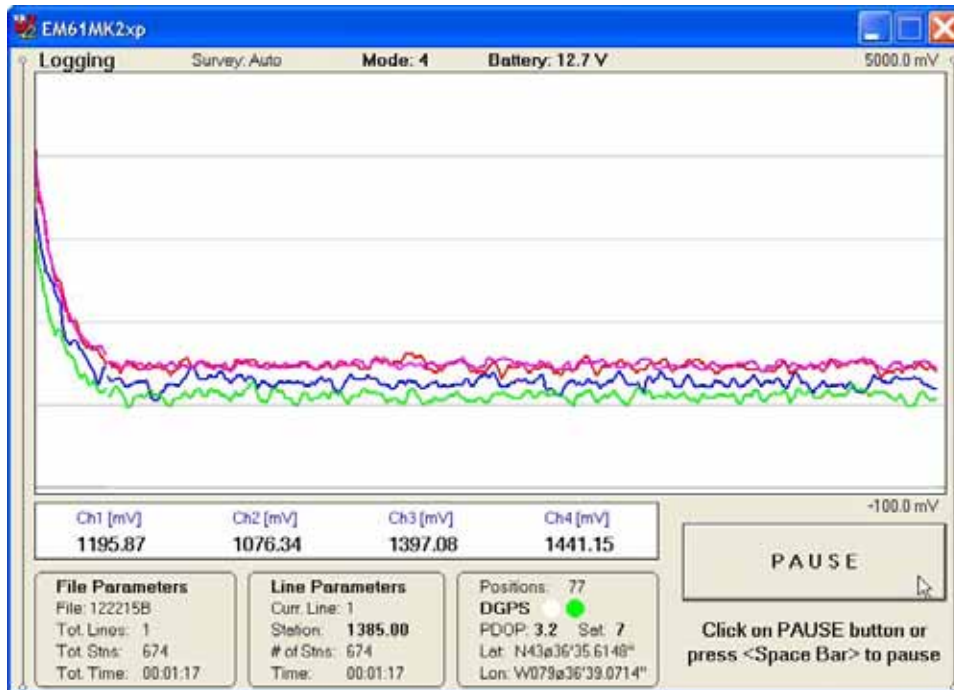 EM61MK2xp
Logging Survey: Auto Mode: 4 Battery: 12.7 V 5000.0 mV
-100.0 mV
Ch1 [mV] Ch2 [mV] Ch3 [mV] Ch4 [mV]
1195.87 1076.34 1397.08 1441.15
PAUSE
File Parameters
File: 122215B
Tot. Lines: 1
Tot. Stns: 674
Tot. Time: 00:01:17
Line Parameters
Curr. Line: 1
Station: 1385.00
# of Stns: 674
Time: 00:01:17
Positions: 77
DGPS
PDOP: 3.2 Sat: 7
Lat: N43ø36'35.6148"
Lon: W079ø36'39.0714"
Click on PAUSE button or
press <Space Bar> to pause